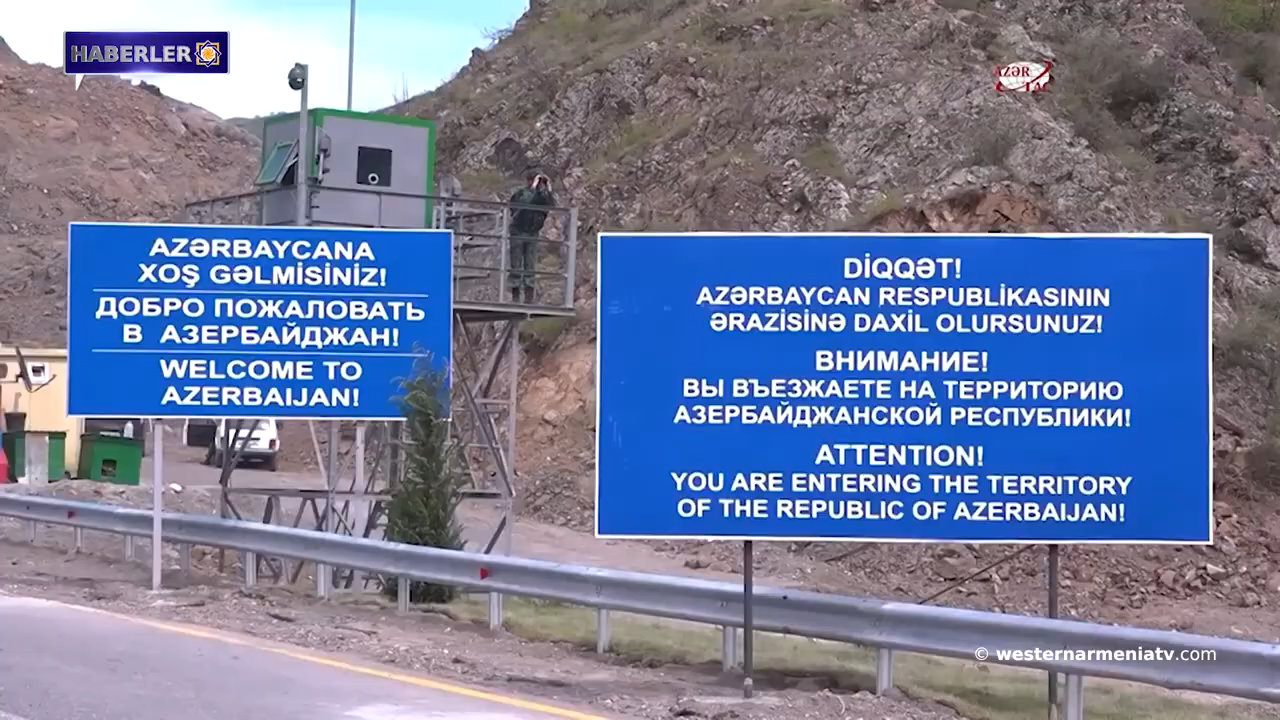 HABERLER
AZƏR
TAC
AZƏRBAYCANA
XOŞ GƏLMİSİNİZ!
ДОБРО ПОЖАЛОВАТЬ
В АЗЕРБАЙДЖАН!
WELCOME TO
AZERBAIJAN!
DİQQƏT!
AZƏRBAYCAN RESPUBLİKASININ
ƏRAZİSİNƏ DAXİL OLURSUNUZ!
ВНИМАНИЕ!
ВЫ ВЪЕЗЖАЕТЕ НА ТЕРРИТОРИЮ
АЗЕРБАЙДЖАНСКОЙ РЕСПУБЛИКИ!
ATTENTION!
YOU ARE ENTERING THE TERRITORY
OF THE REPUBLIC OF AZERBAIJAN!
© westernarmeniatv.com